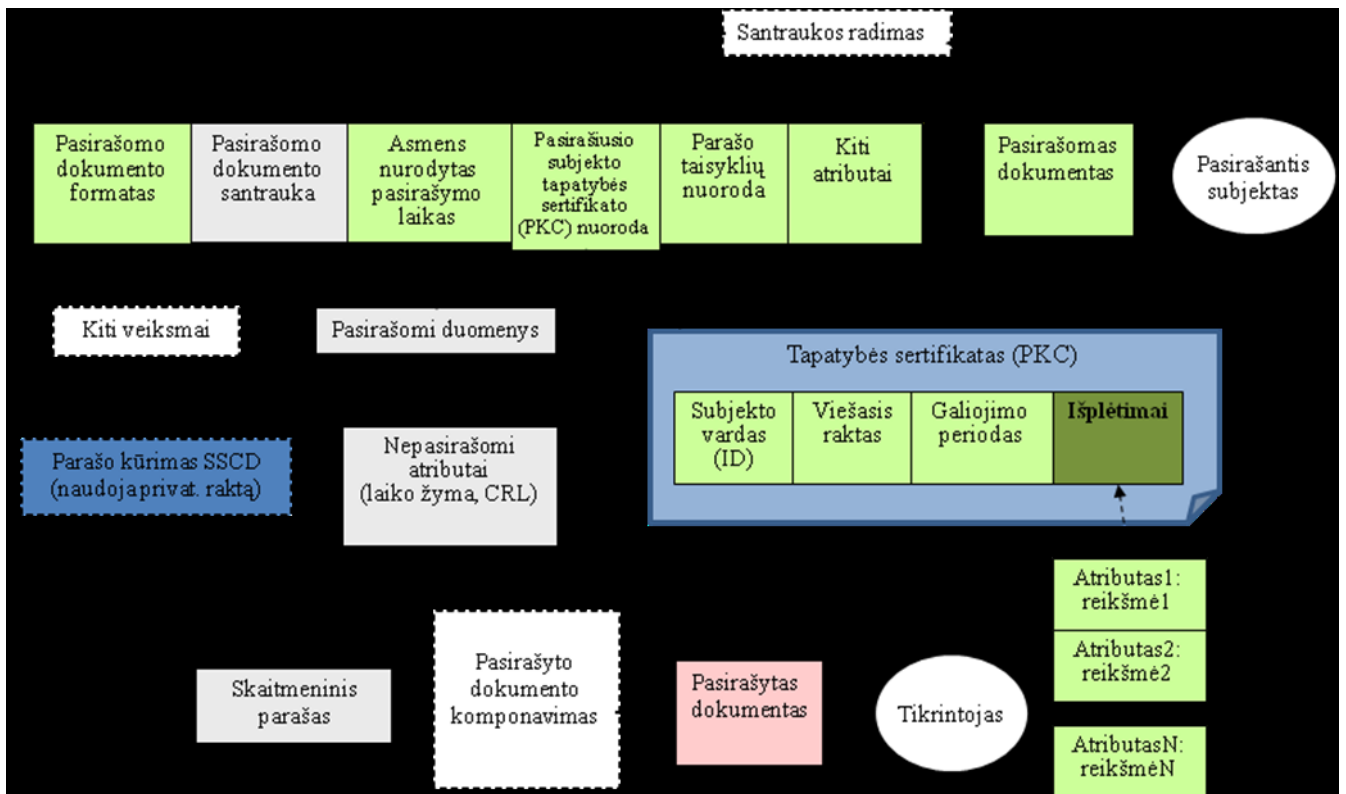 Santraukos radimas
Pasirašomo
dokumento
formatas
Pasirašomo
dokumento
santrauka
Asmens
nurodytas
pasirašymo
laikas
Pasirašiusio
subjekto
tapatybės
sertifikato
(PKC) nuoroda
Parašo
taisyklių
nuoroda
Kiti
atributai
Pasirašomas
dokumentas
Pasirašantis
subjektas
Kiti veiksmai
Pasirašomi duomenys
Tapatybės sertifikatas (PKC)
Subjekto
vardas
(ID)
Viešasis
raktas
Galiojimo
periodas
Išplėtimai
Parašo kūrimas SSCD
(naudoja privat. raktą)
Nepasirašomi
atributai
(laiko žyma, CRL)
Atributas1:
reikšmė1
Atributas2:
reikšmė2
AtributasN:
reikšmėN
Skaitmeninis
parašas
Pasirašyto
dokumento
komponavimas
Pasirašytas
dokumentas
Tikrintojas